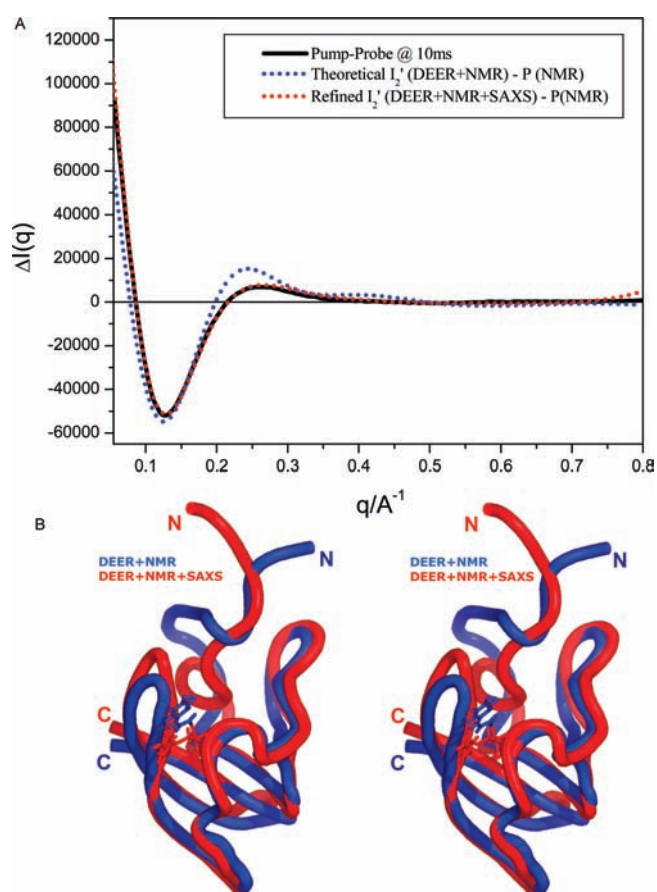 A
120000
100000
80000
60000
40000
20000
0
-20000
-40000
-60000
ΔI(q)
Pump-Probe @ 10ms
Theoretical I₂' (DEER+NMR) - P (NMR)
Refined I₂' (DEER+NMR+SAXS) - P(NMR)
0.1 0.2 0.3 0.4 0.5 0.6 0.7 0.8
q/A⁻¹
B
N
DEER+NMR
DEER+NMR+SAXS
N
C
C
N
DEER+NMR
DEER+NMR+SAXS
N
C
C